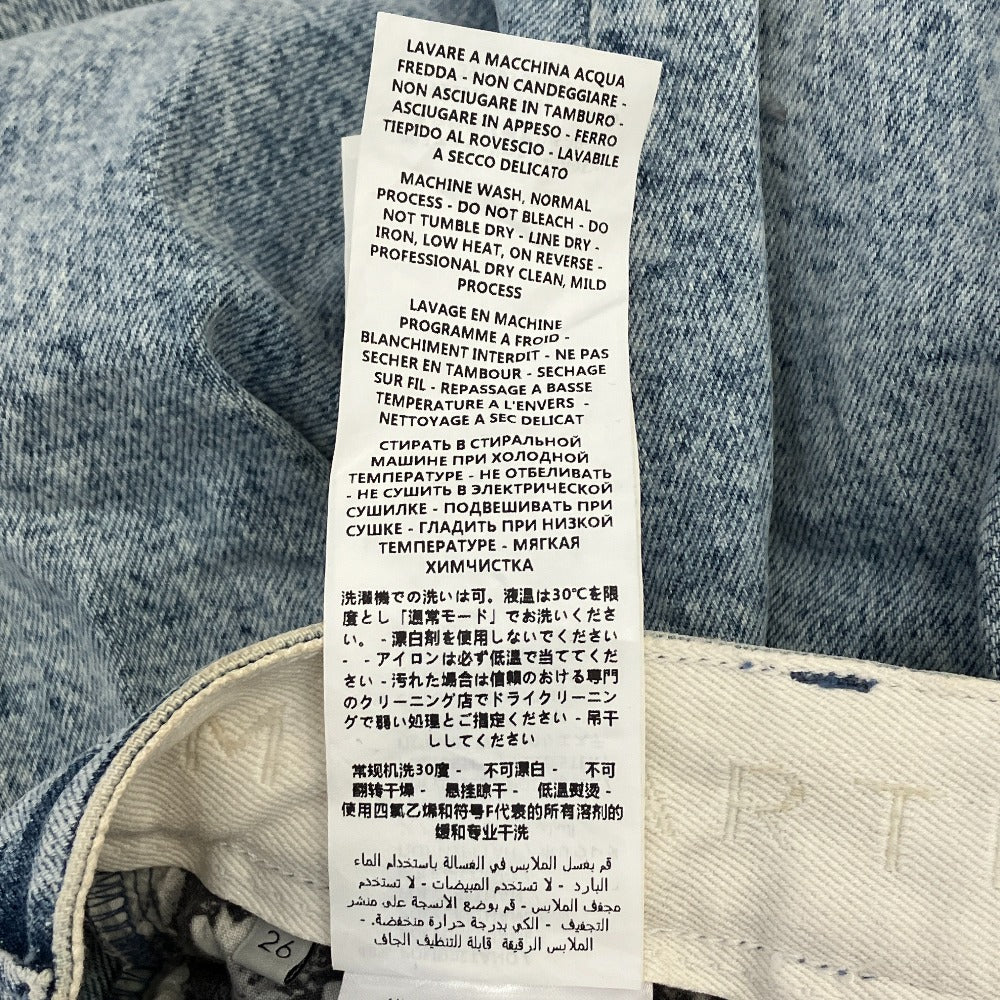 LAVARE A MACCHINA ACQUA
FREDDA - NON CANDEGGIARE -
NON ASCIUGARE IN TAMBURO -
ASCIUGARE IN APPESO - FERRO
TIEPIDO AL ROVESCIO - LAVABILE
A SECCO DELICATO
MACHINE WASH, NORMAL
PROCESS - DO NOT BLEACH - DO
NOT TUMBLE DRY - LINE DRY -
IRON, LOW HEAT, ON REVERSE -
PROFESSIONAL DRY CLEAN, MILD
PROCESS
LAVAGE EN MACHINE
PROGRAMME A FROID -
BLANCHIMENT INTERDIT - NE PAS
SECHER EN TAMBOUR - SECHAGE
SUR FIL - REPASSAGE A BASSE
TEMPERATURE A L'ENVERS -
NETTOYAGE A SEC DELICAT
СТИРАТЬ В СТИРАЛЬНОЙ
МАШИНЕ ПРИ ХОЛОДНОЙ
ТЕМПЕРАТУРЕ - НЕ ОТБЕЛИВАТЬ
- НЕ СУШИТЬ В ЭЛЕКТРИЧЕСКОЙ
СУШИЛКЕ - ПОДВЕШИВАТЬ ПРИ
СУШКЕ - ГЛАДИТЬ ПРИ НИЗКОЙ
ТЕМПЕРАТУРЕ - МЯГКАЯ
ХИМЧИСТКА
洗濯機での洗いは可。液温は30℃を限
度とし「通常モード」でお洗いくださ
い。 - 漂白剤を使用しないでください
- - アイロンは必ず低温で当ててくだ
さい - 汚れた場合は信頼のおける専門
のクリーニング店でドライクリーニン
グで弱い処理とご指定ください - 吊干
ししてください
常规机洗30度 - 不可漂白 - 不可
翻转干燥 - 悬挂晾干 - 低温熨烫 -
使用四氯乙烯和符号F代表的所有溶剂的
缓和专业干洗
قم بغسل الملابس في الغسالة باستخدام الماء
البارد - لا تستخدم المبيضات - لا تستخدم
مجفف الملابس - قم بوضع الأنسجة على منشر
التجفيف - الكي بدرجة حرارة منخفضة. -
الملابس الرقيقة قابلة للتنظيف الجاف
26